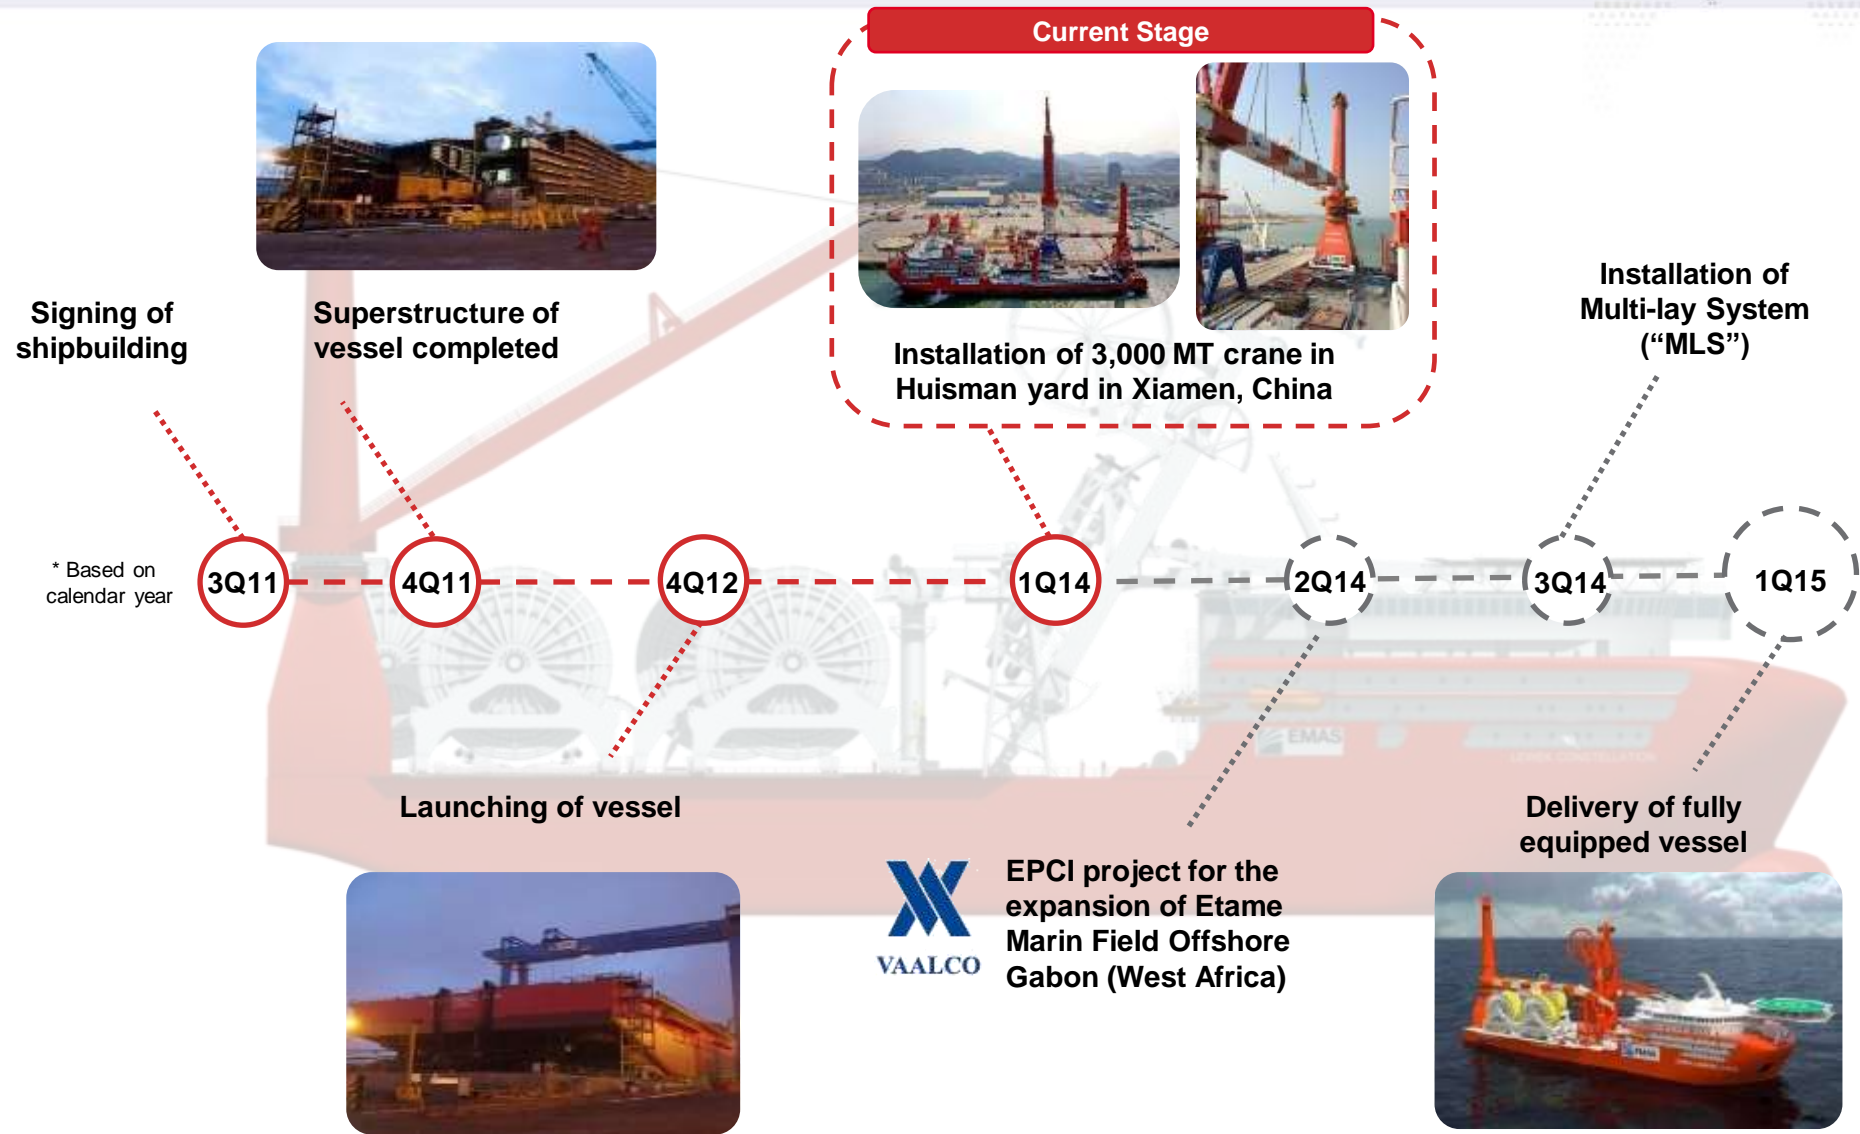 Current Stage
Signing of
shipbuilding
Superstructure of
vessel completed
Installation of 3,000 MT crane in
Huisman yard in Xiamen, China
Installation of
Multi-lay System
(“MLS”)
* Based on
calendar year
3Q11
4Q11
4Q12
1Q14
2Q14
3Q14
1Q15
EMAS
LEWEK CONSTELLATION
Launching of vessel
VAALCO
EPCI project for the
expansion of Etame
Marin Field Offshore
Gabon (West Africa)
Delivery of fully
equipped vessel
EMAS